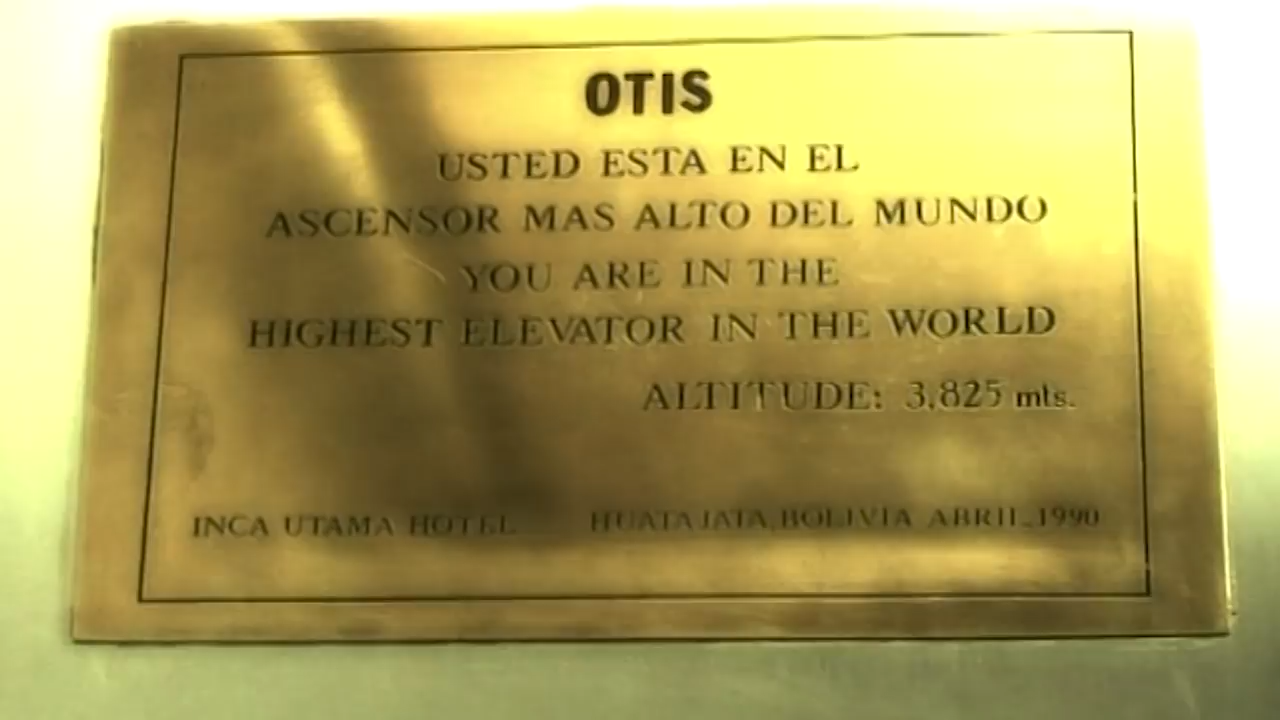 OTIS
USTED ESTA EN EL
ASCENSOR MAS ALTO DEL MUNDO
YOU ARE IN THE
HIGHEST ELEVATOR IN THE WORLD
ALTITUDE: 3,825 mts.
INCA UTAMA HOTEL HUATAJATA, BOLIVIA ABRIL, 1990